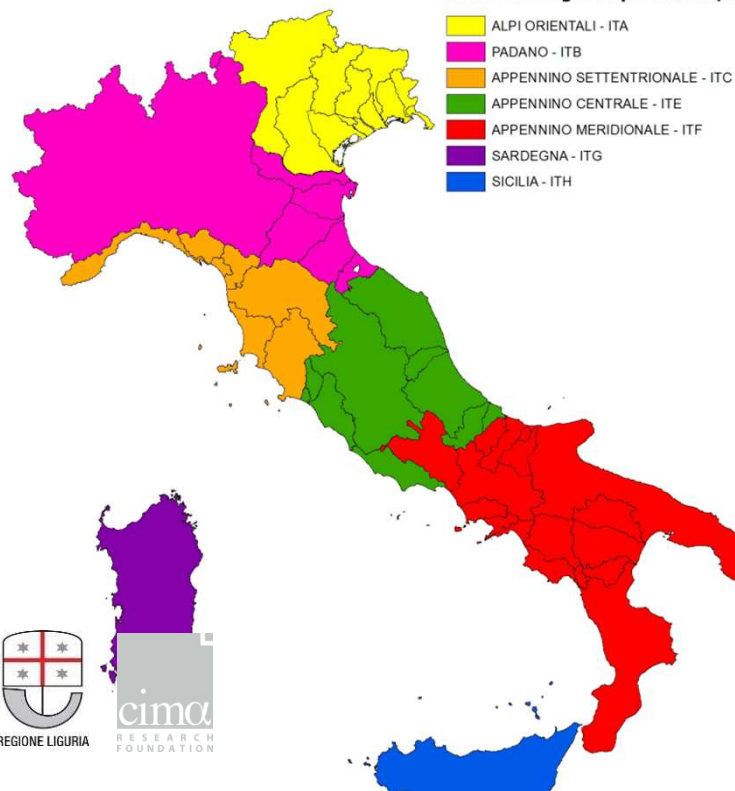 ALPI ORIENTALI - ITA
PADANO - ITB
APPENNINO SETTENTRIONALE - ITC
APPENNINO CENTRALE - ITE
APPENNINO MERIDIONALE - ITF
SARDEGNA - ITG
SICILIA - ITH
REGIONE LIGURIA
cimα
RESEARCH
FOUNDATION